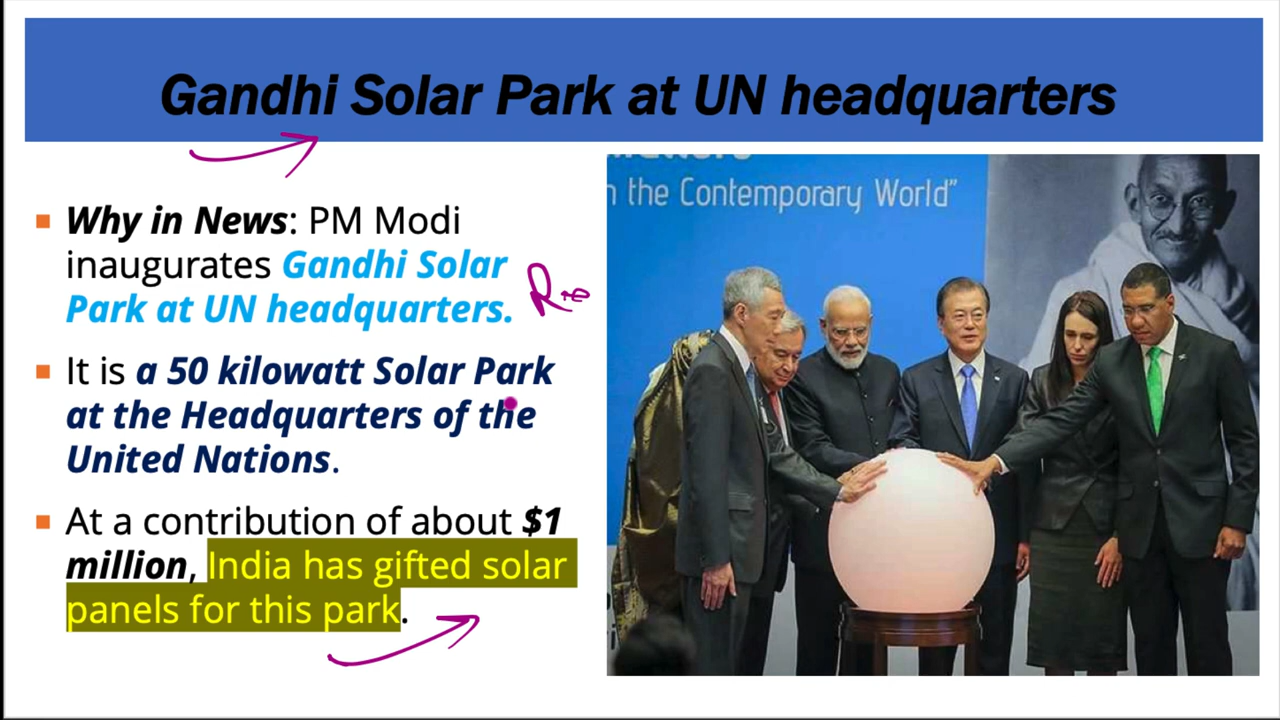 Gandhi Solar Park at UN headquarters
Why in News: PM Modi
inaugurates Gandhi Solar
Park at UN headquarters.
It is a 50 kilowatt Solar Park
at the Headquarters of the
United Nations.
At a contribution of about $1
million, India has gifted solar
panels for this park.
n the Contemporary World”